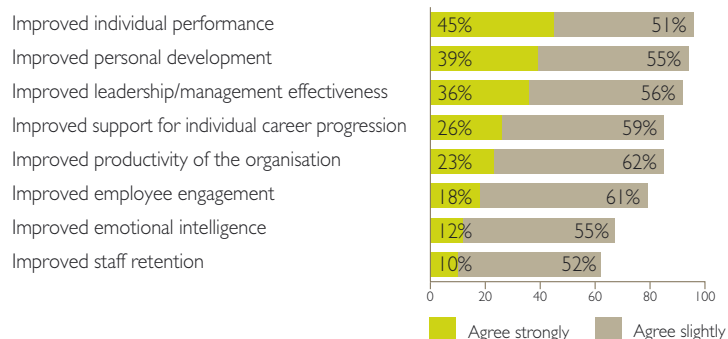 Improved individual performance 45% 51%
Improved personal development 39% 55%
Improved leadership/management effectiveness 36% 56%
Improved support for individual career progression 26% 59%
Improved productivity of the organisation 23% 62%
Improved employee engagement 18% 61%
Improved emotional intelligence 12% 55%
Improved staff retention 10% 52%
0 20 40 60 80 100
Agree strongly Agree slightly